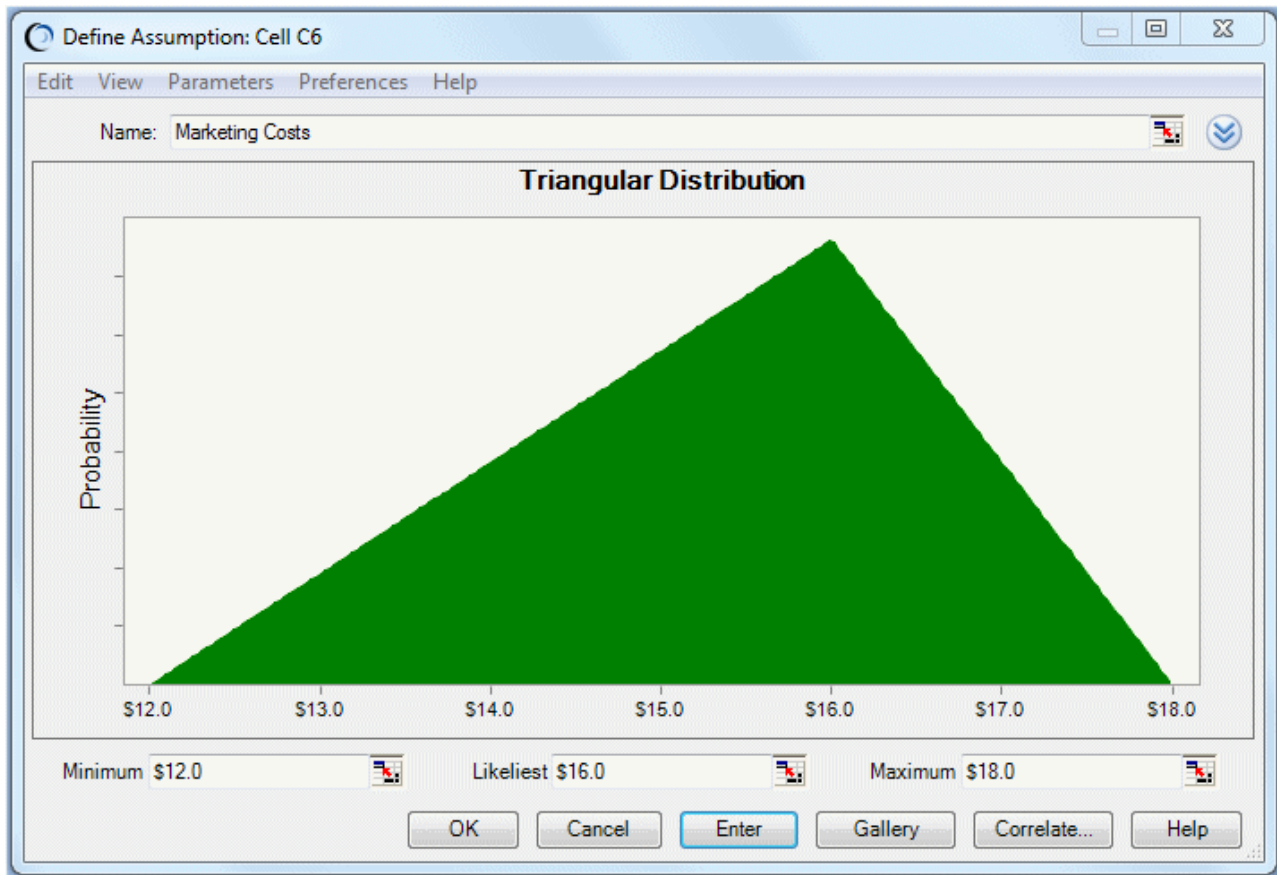 Define Assumption: Cell C6
Edit View Parameters Preferences Help
Name: Marketing Costs
Triangular Distribution
Probability
$12.0 $13.0 $14.0 $15.0 $16.0 $17.0 $18.0
Minimum $12.0 Likeliest $16.0 Maximum $18.0
OK Cancel Enter Gallery Correlate... Help